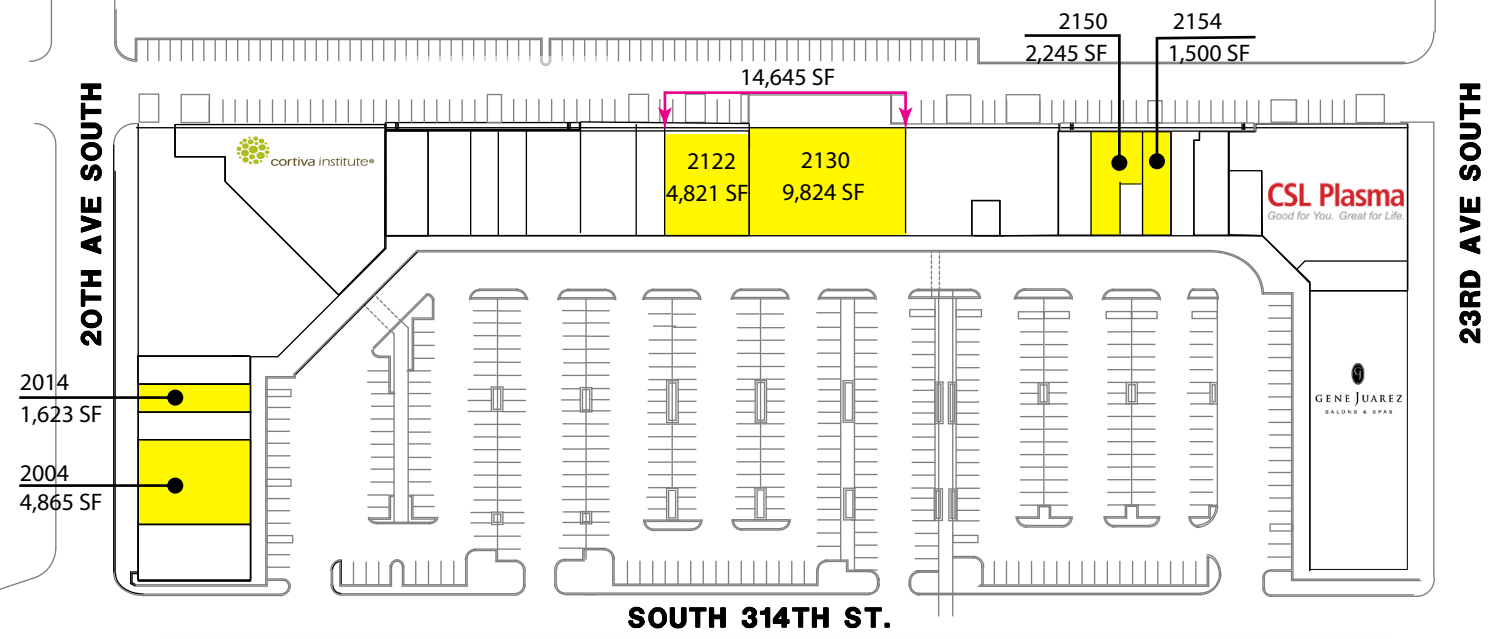 2150
2,245 SF
2154
1,500 SF
14,645 SF
20TH AVE SOUTH
cortiva institute®
2122
4,821 SF
2130
9,824 SF
CSL Plasma
Good for You. Great for Life.
23RD AVE SOUTH
2014
1,623 SF
2004
4,865 SF
GJ
GENE JUAREZ
SALONS & SPAS
SOUTH 314TH ST.